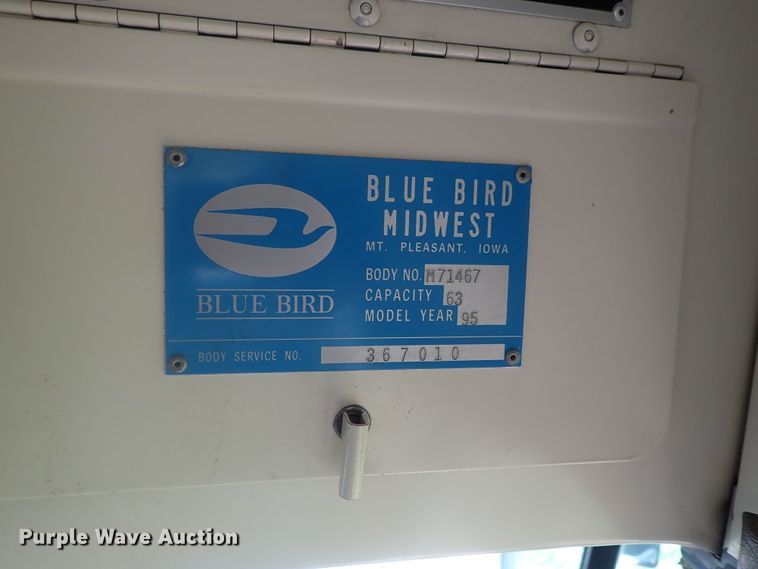 BLUE BIRD
MIDWEST
MT. PLEASANT, IOWA
BODY NO. M71467
CAPACITY 63
MODEL YEAR 95
BLUE BIRD
BODY SERVICE NO. 367010
Purple Wave Auction